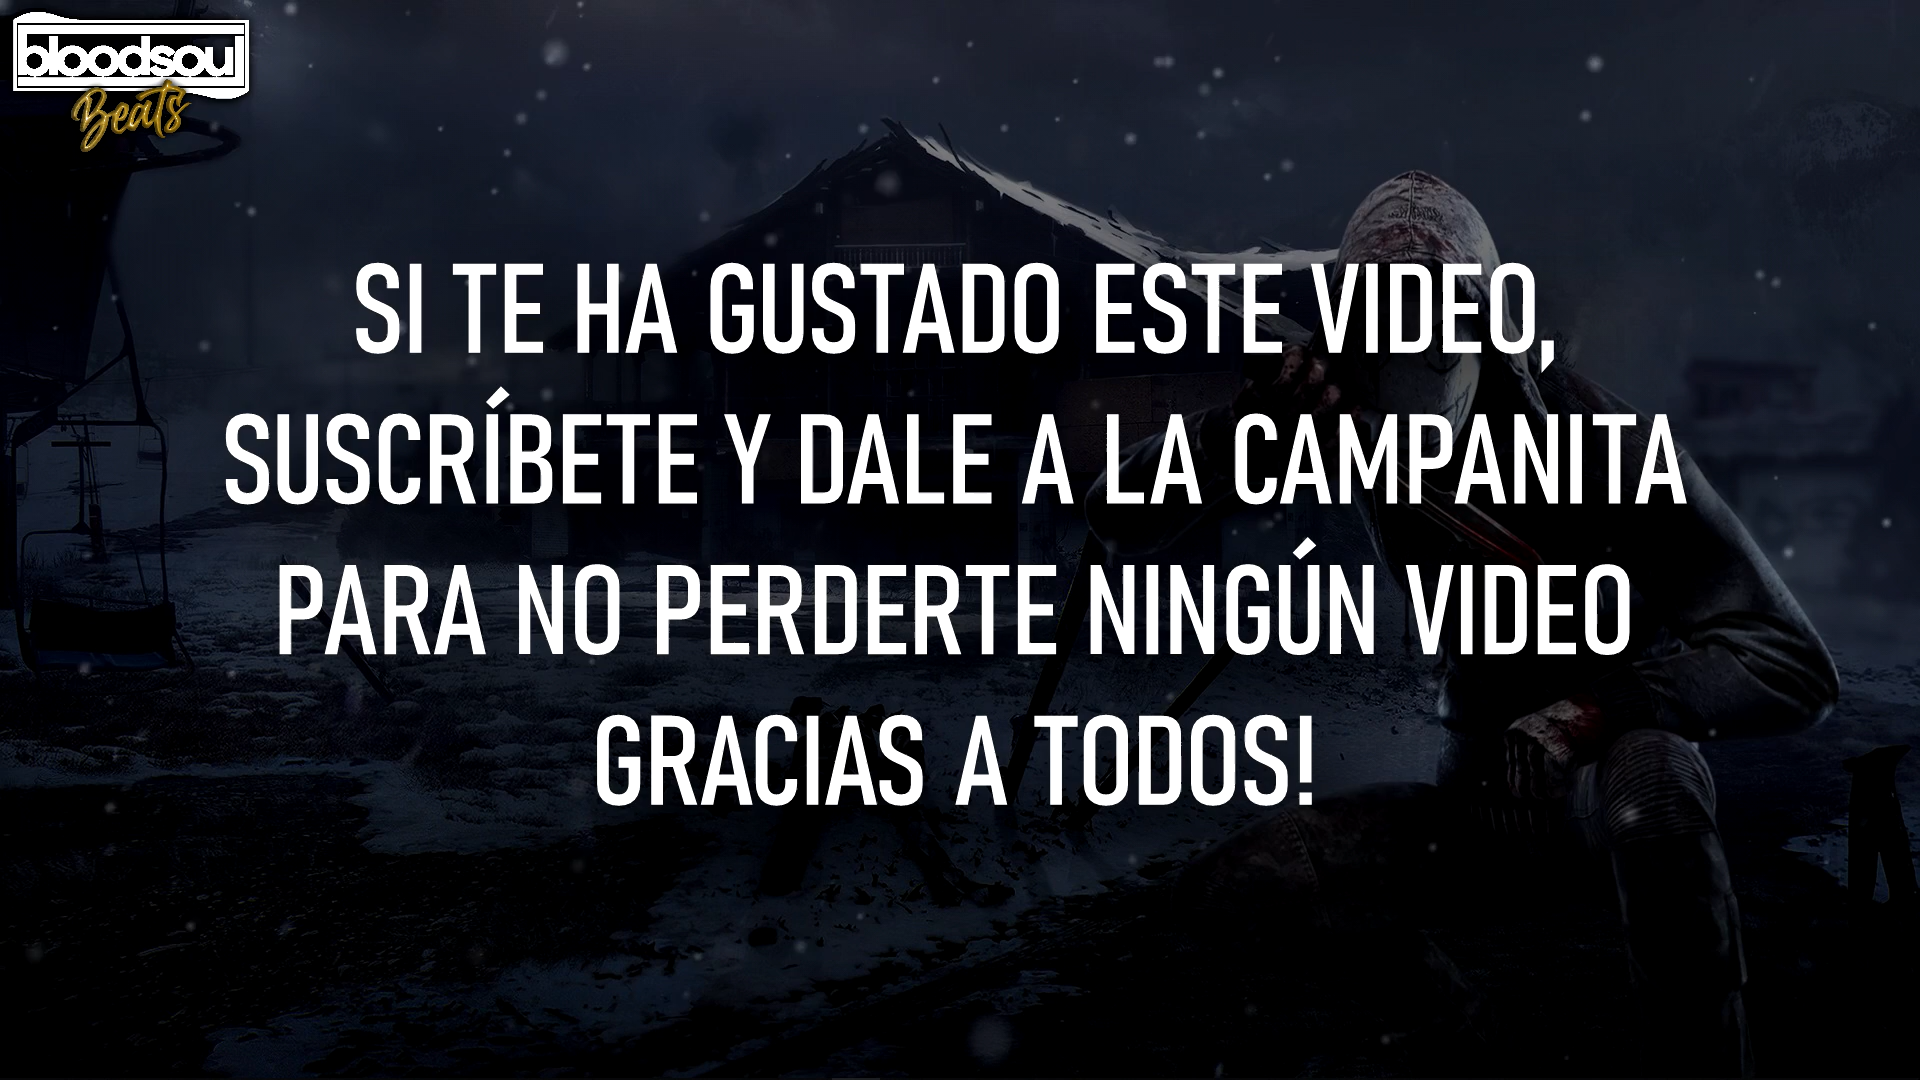 bloodsoul
Beats
SI TE HA GUSTADO ESTE VIDEO,
SUSCRÍBETE Y DALE A LA CAMPANITA
PARA NO PERDERTE NINGÚN VIDEO
GRACIAS A TODOS!